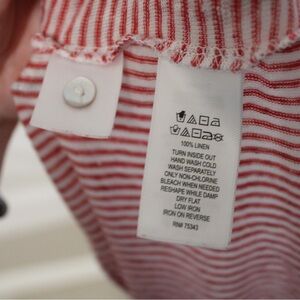 100% LINEN
TURN INSIDE OUT
HAND WASH COLD
WASH SEPARATELY
ONLY NON-CHLORINE
BLEACH WHEN NEEDED
RESHAPE WHILE DAMP
DRY FLAT
LOW IRON
IRON ON REVERSE
RN# 75343